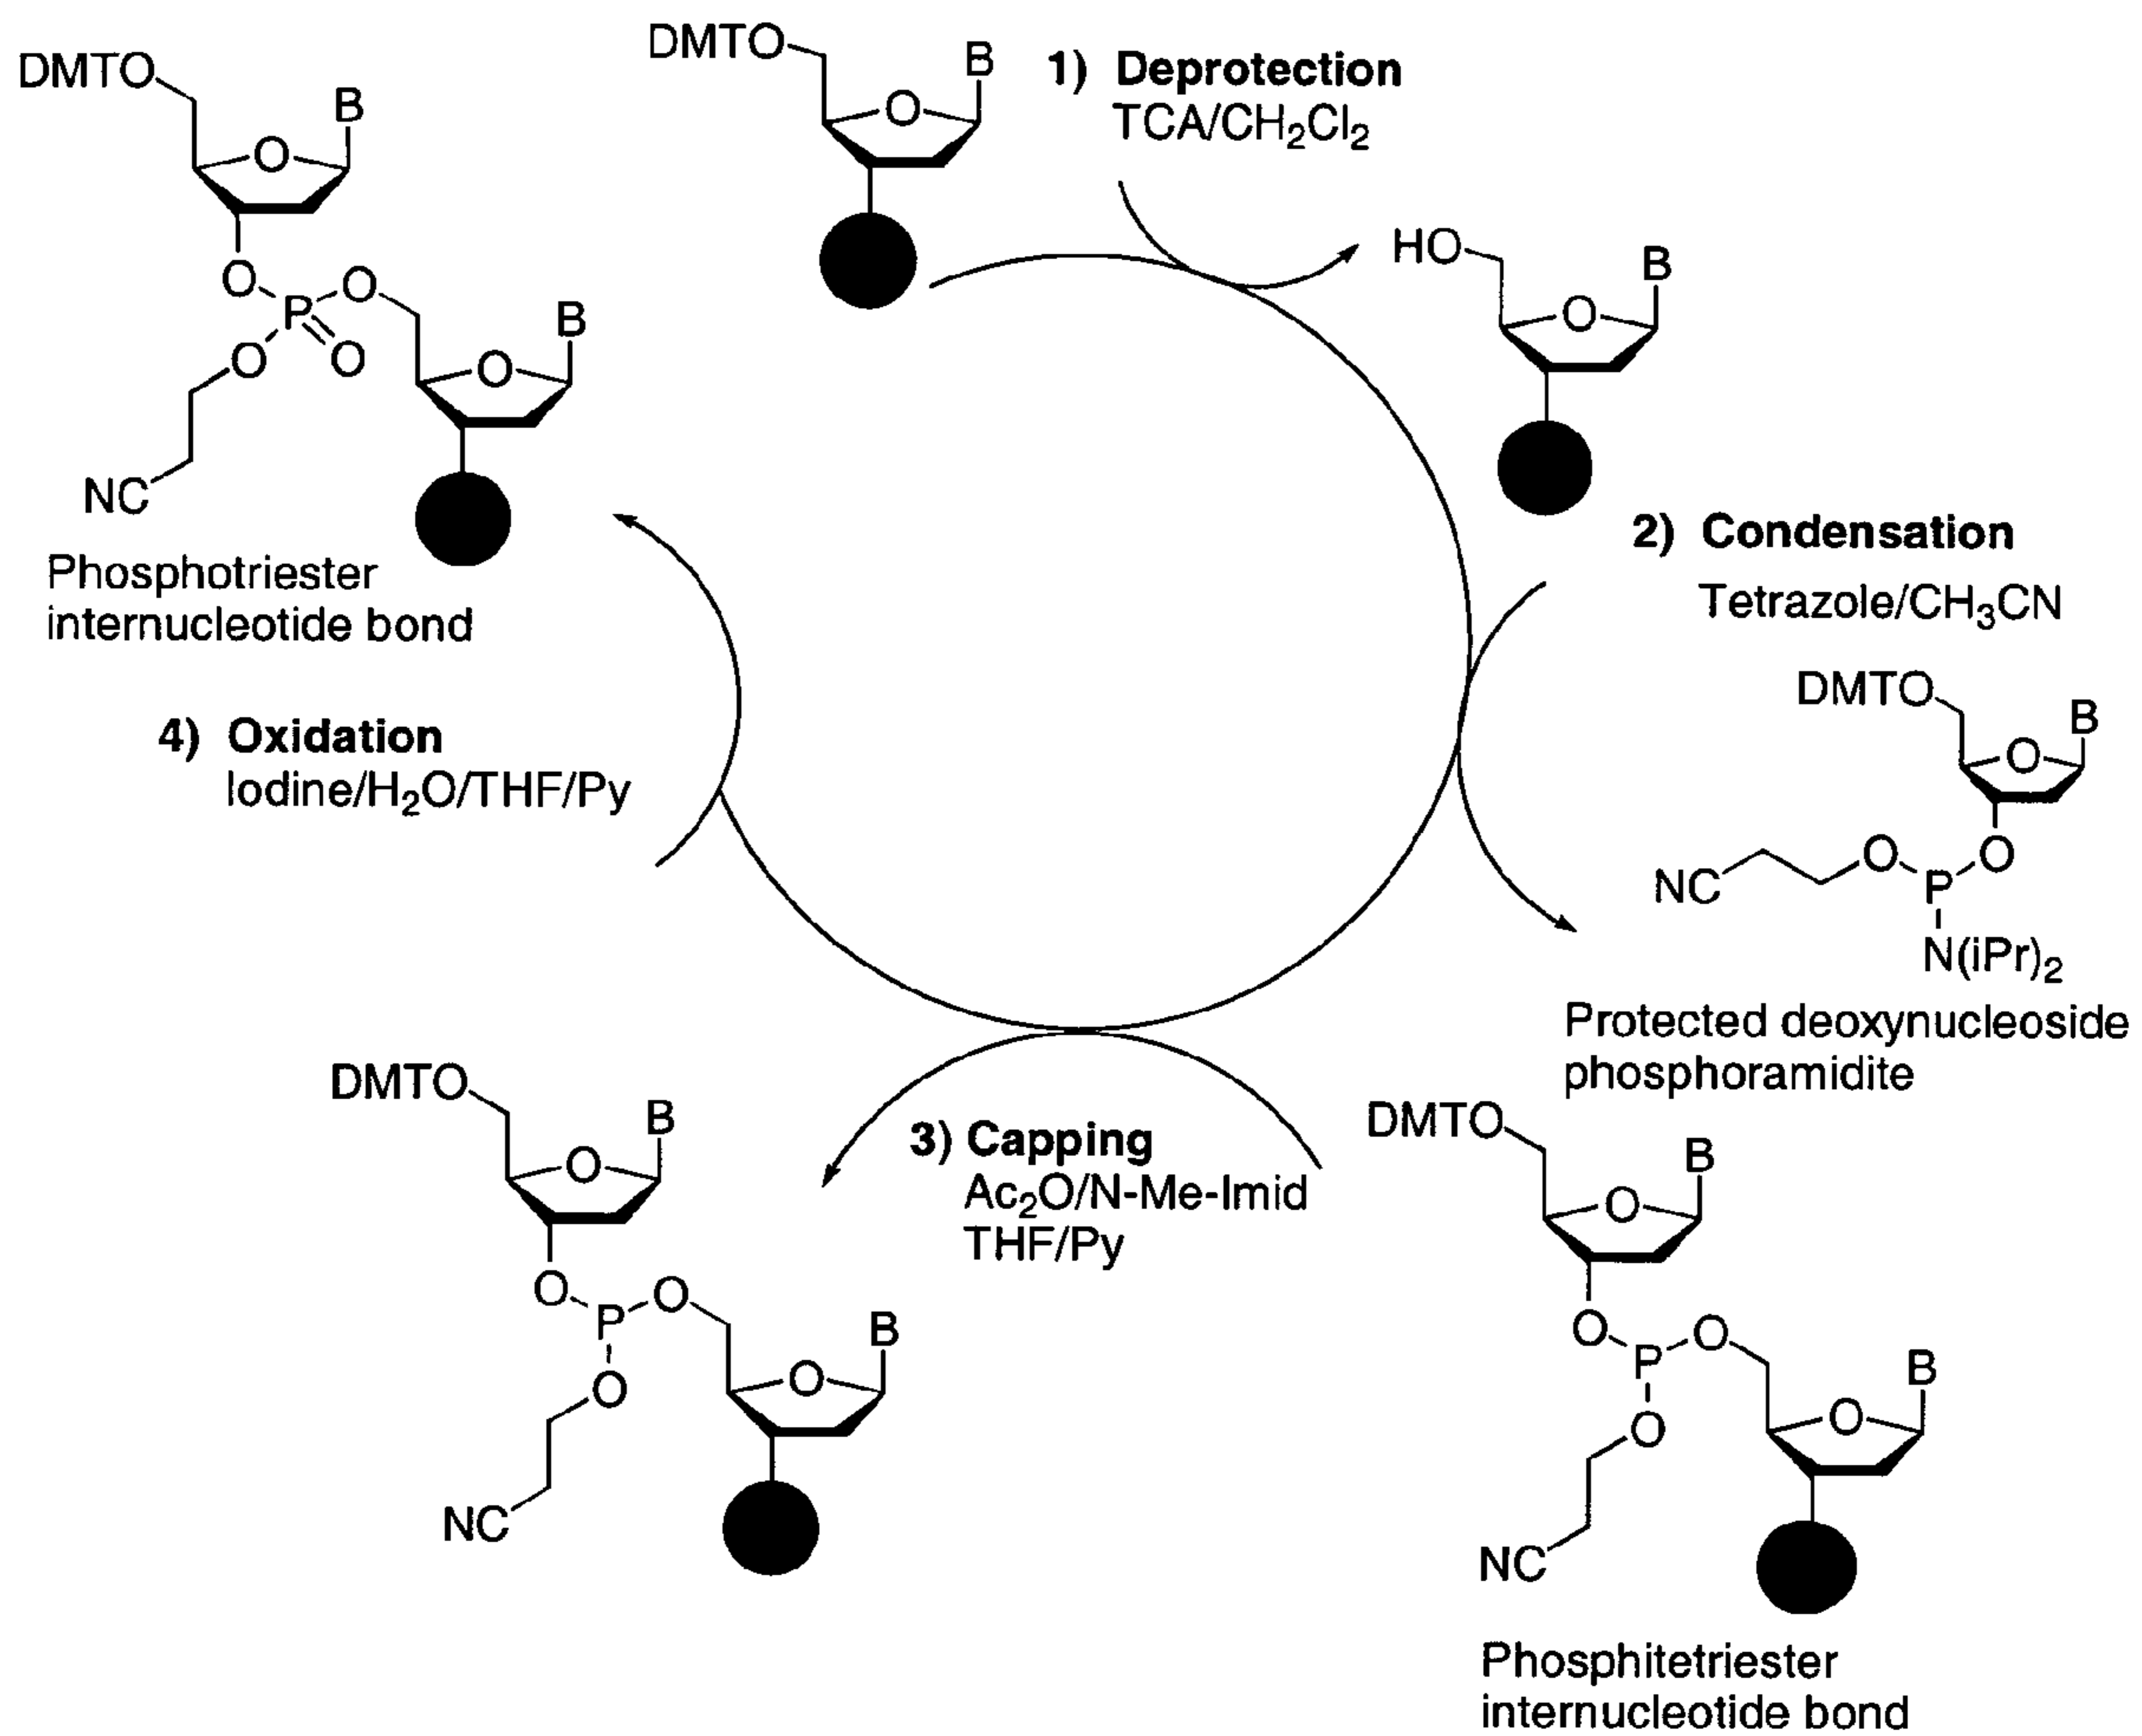 DMTO
B
O
O
P
O
O
O
NC
O
B
Phosphotriester
internucleotide bond
DMTO
B
O
1) Deprotection
TCA/CH₂Cl₂
HO
B
O
2) Condensation
Tetrazole/CH₃CN
DMTO
B
O
O
O
P
NC
N(iPr)₂
Protected deoxynucleoside
phosphoramidite
4) Oxidation
Iodine/H₂O/THF/Py
DMTO
B
O
O
P
O
O
NC
B
O
3) Capping
Ac₂O/N-Me-Imid
THF/Py
DMTO
B
O
O
P
O
O
NC
B
O
Phosphitetriester
internucleotide bond